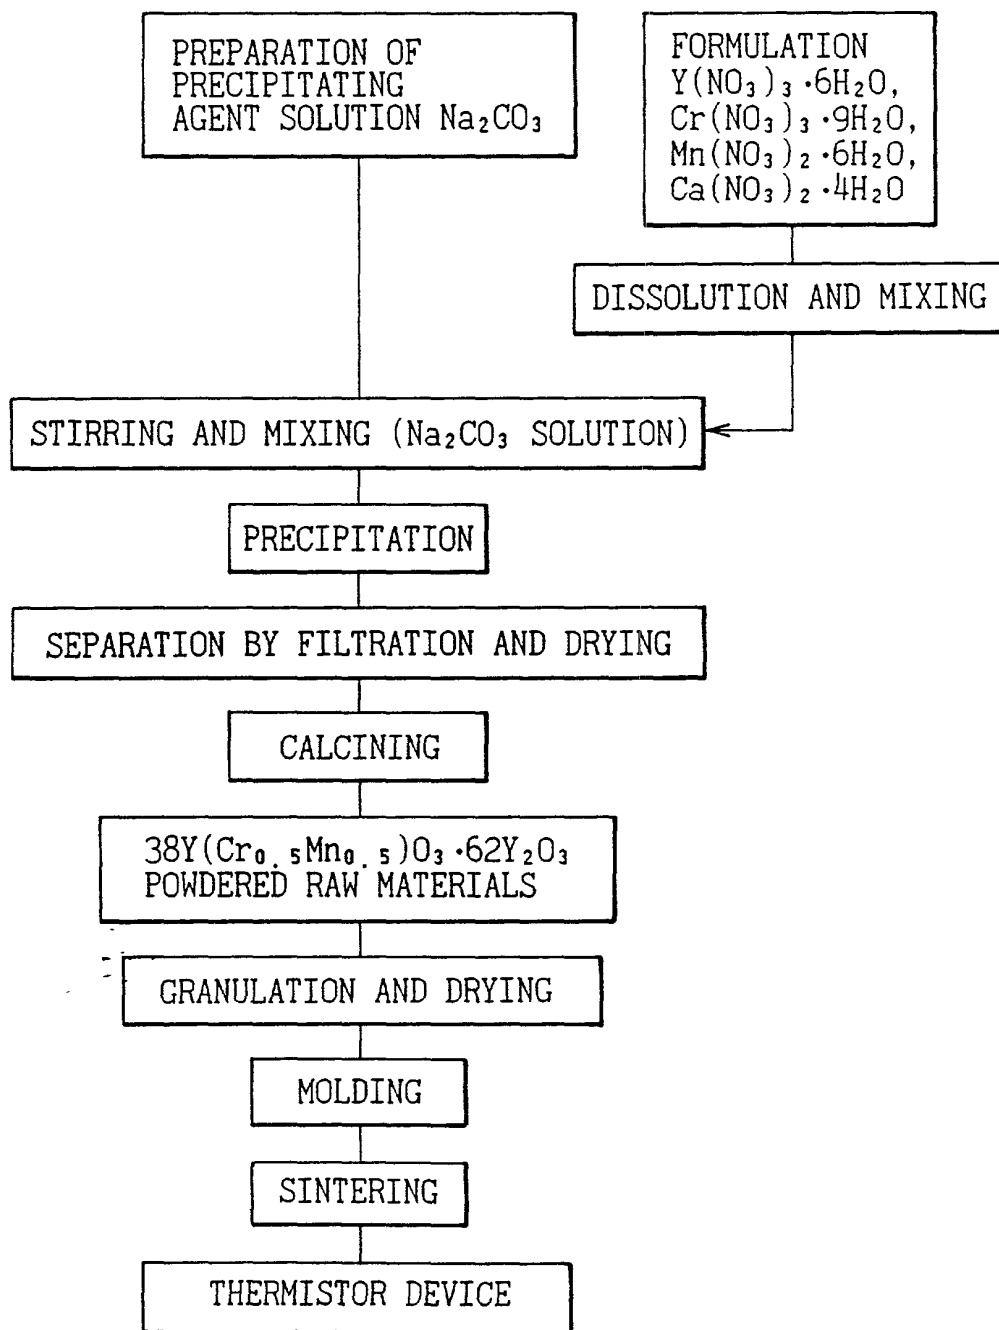 PREPARATION OF
PRECIPITATING
AGENT SOLUTION Na₂CO₃
FORMULATION
Y(NO₃)₃·6H₂O,
Cr(NO₃)₃·9H₂O,
Mn(NO₃)₂·6H₂O,
Ca(NO₃)₂·4H₂O
DISSOLUTION AND MIXING
STIRRING AND MIXING (Na₂CO₃ SOLUTION)
PRECIPITATION
SEPARATION BY FILTRATION AND DRYING
CALCINING
38Y(Cr₀.₅Mn₀.₅)O₃·62Y₂O₃
POWDERED RAW MATERIALS
GRANULATION AND DRYING
MOLDING
SINTERING
THERMISTOR DEVICE